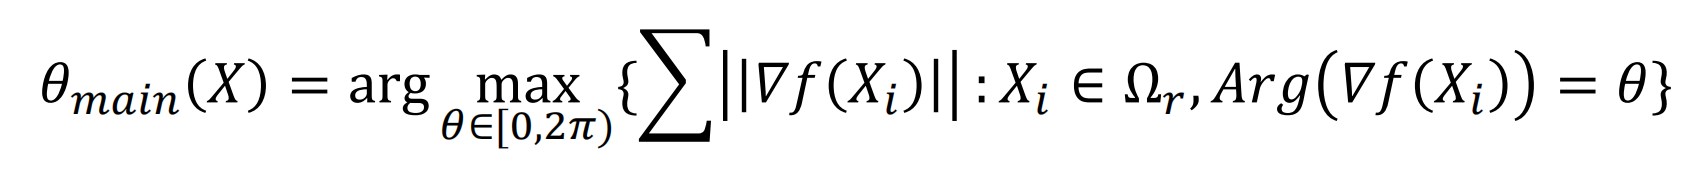 θ_main(X) = arg max_{θ∈[0,2π)} {∑||∇f(X_i)|| : X_i ∈ Ω_r, Arg(∇f(X_i)) = θ}